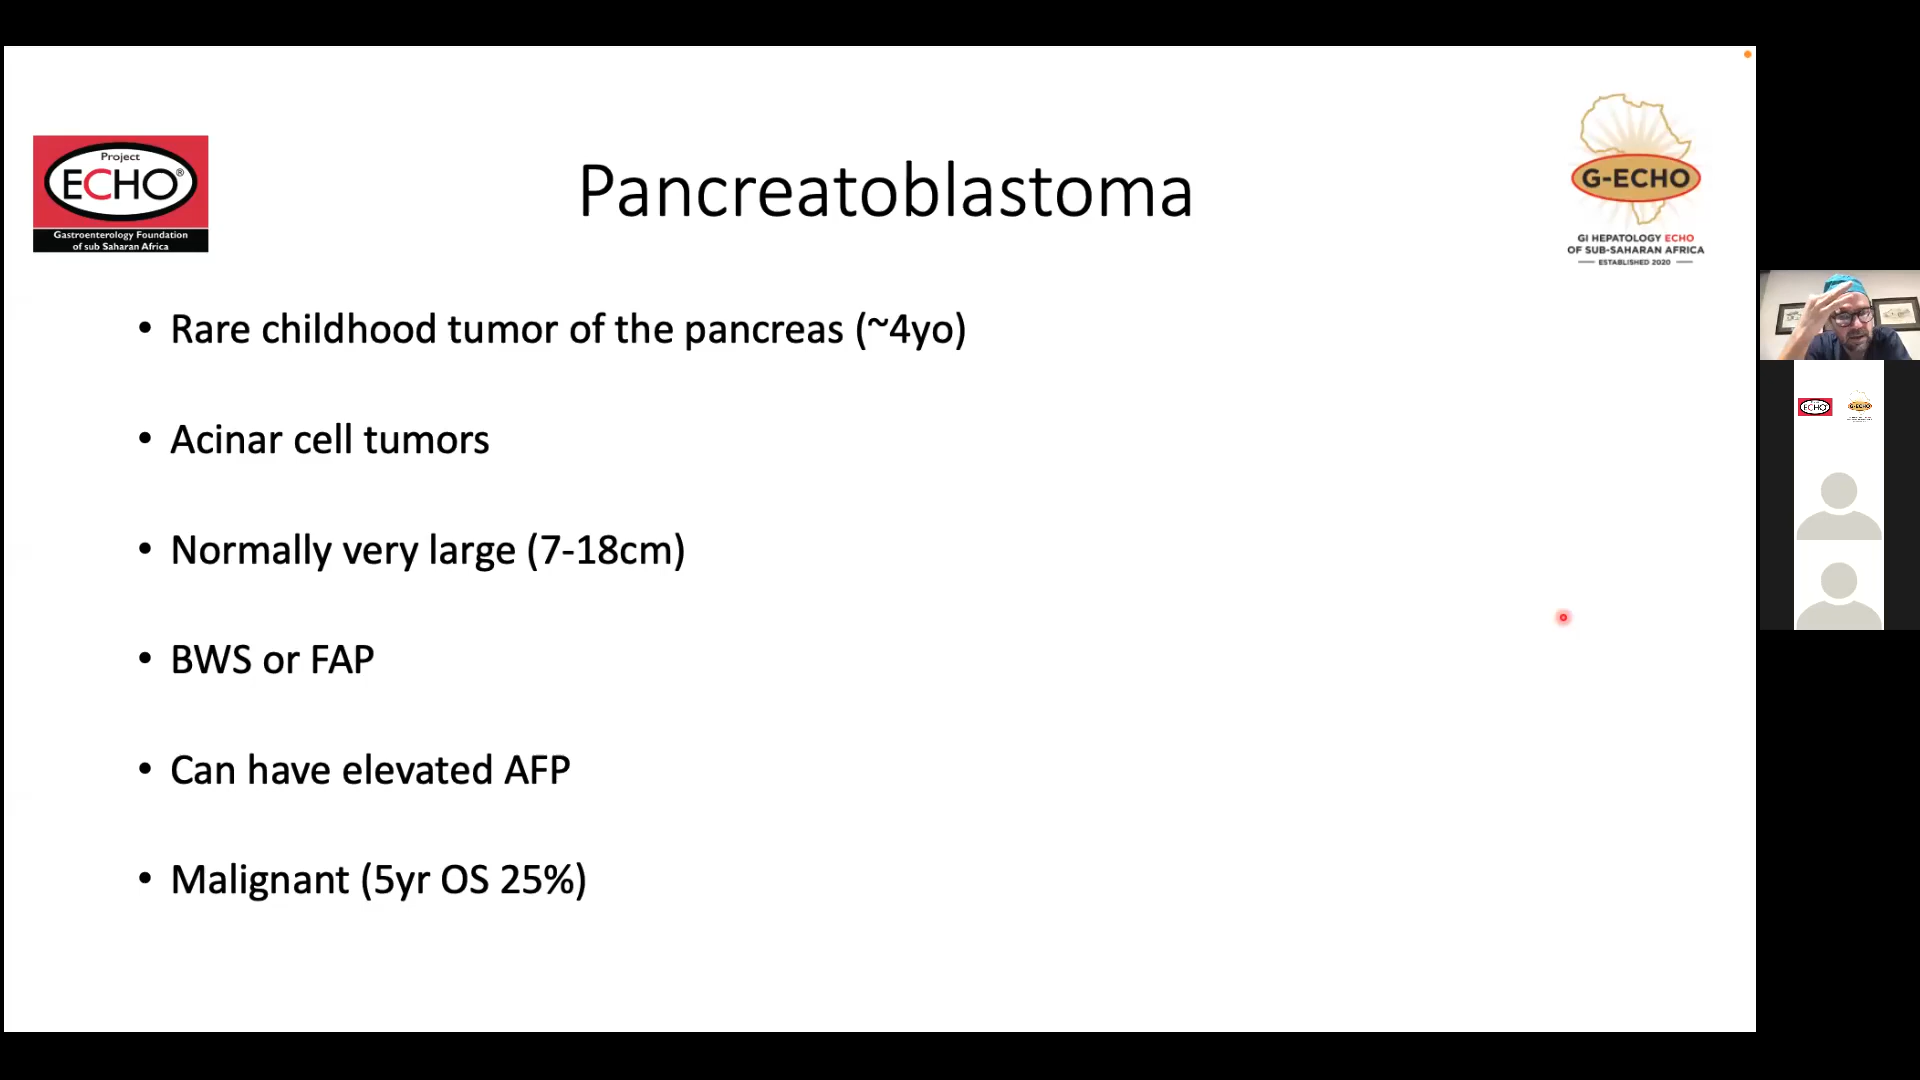 Project
ECHO®
Gastroenterology Foundation
of sub Saharan Africa
Pancreatoblastoma
G-ECHO
GI HEPATOLOGY ECHO
OF SUB-SAHARAN AFRICA
ESTABLISHED 2020
• Rare childhood tumor of the pancreas (~4yo)
• Acinar cell tumors
• Normally very large (7-18cm)
• BWS or FAP
• Can have elevated AFP
• Malignant (5yr OS 25%)
ECHO
G-ECHO